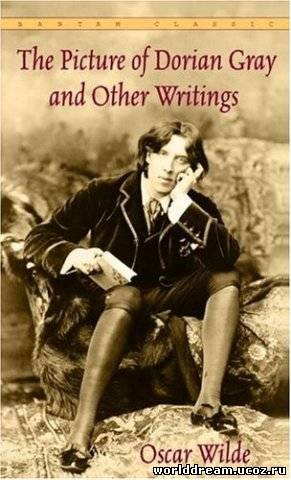 BANTAM CLASSIC
The Picture of Dorian Gray
and Other Writings
Oscar Wilde
worlddream.ucoz.ru